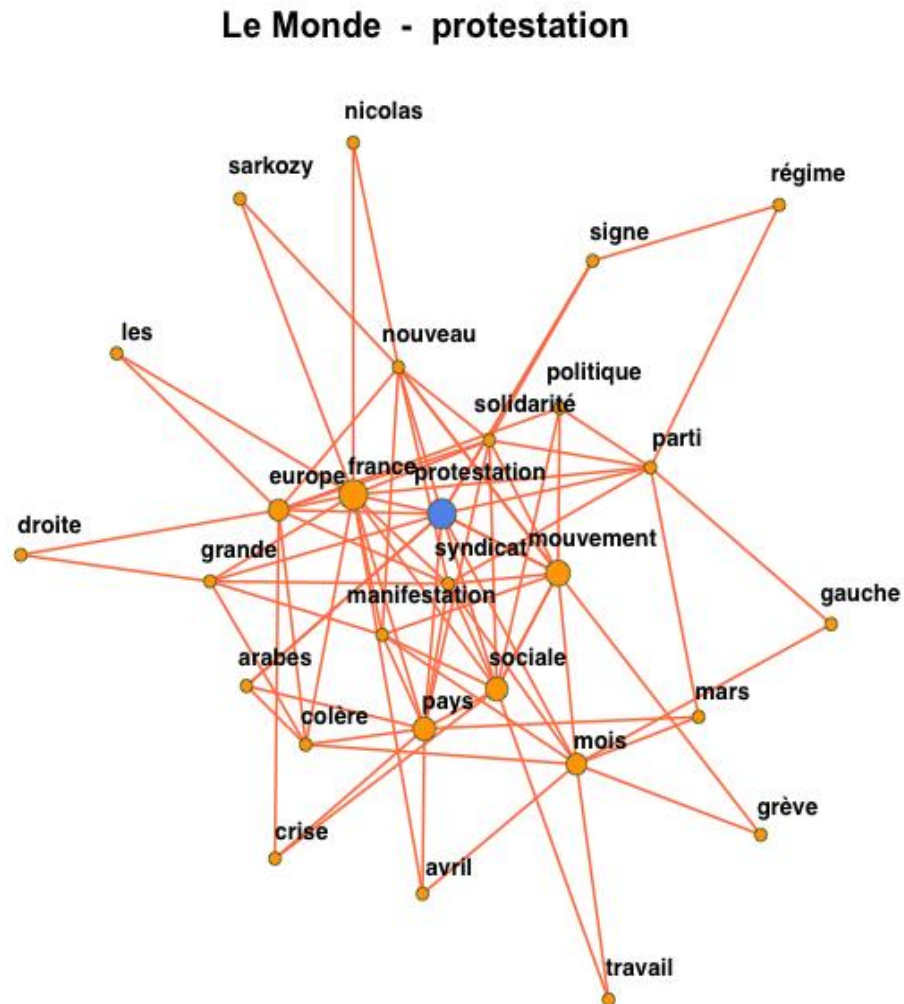 Le Monde - protestation
nicolas
sarkozy
régime
signe
les
nouveau
politique
solidarité
parti
europe
france
protestation
droite
grande
syndicat
mouvement
manifestation
gauche
arabes
sociale
mars
colère
pays
mois
crise
grève
avril
travail